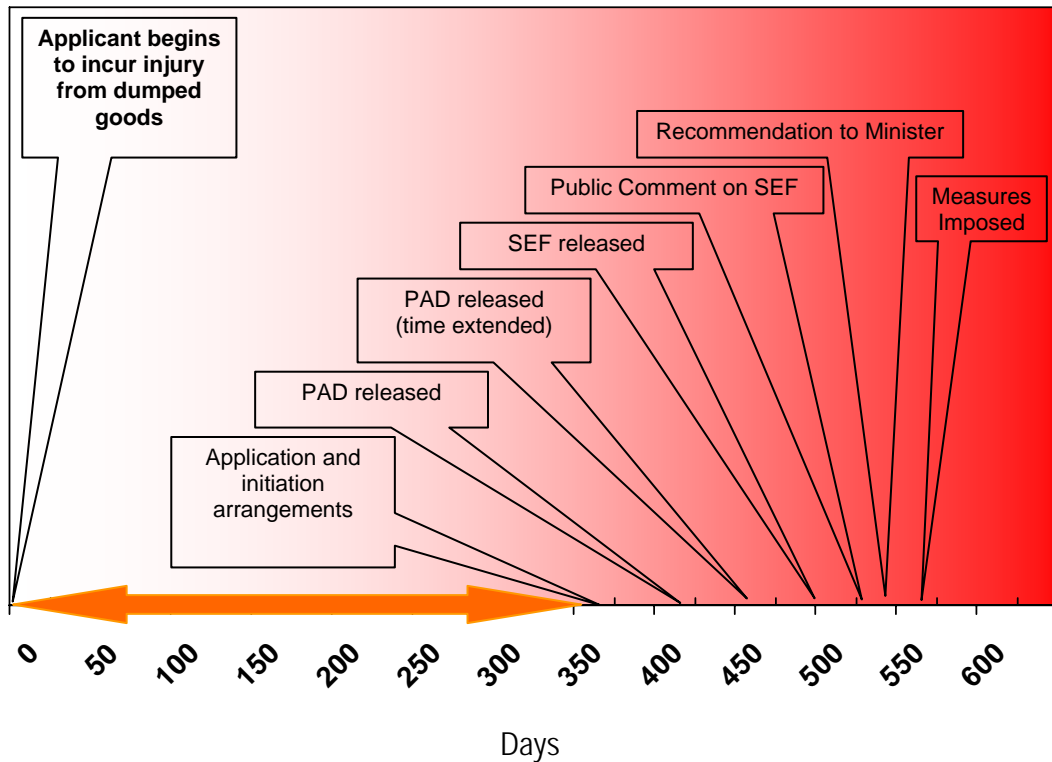 Applicant begins
to incur injury
from dumped
goods
Recommendation to Minister
Public Comment on SEF
Measures
Imposed
SEF released
PAD released
(time extended)
PAD released
Application and
initiation
arrangements
0 50 100 150 200 250 300 350 400 450 500 550 600
Days